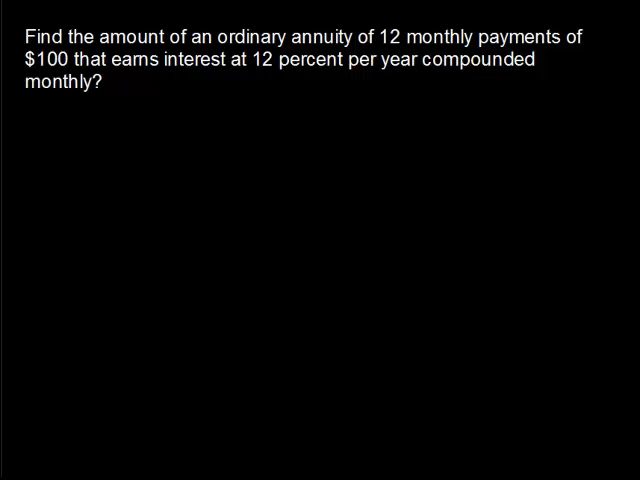 Find the amount of an ordinary annuity of 12 monthly payments of
$100 that earns interest at 12 percent per year compounded
monthly?